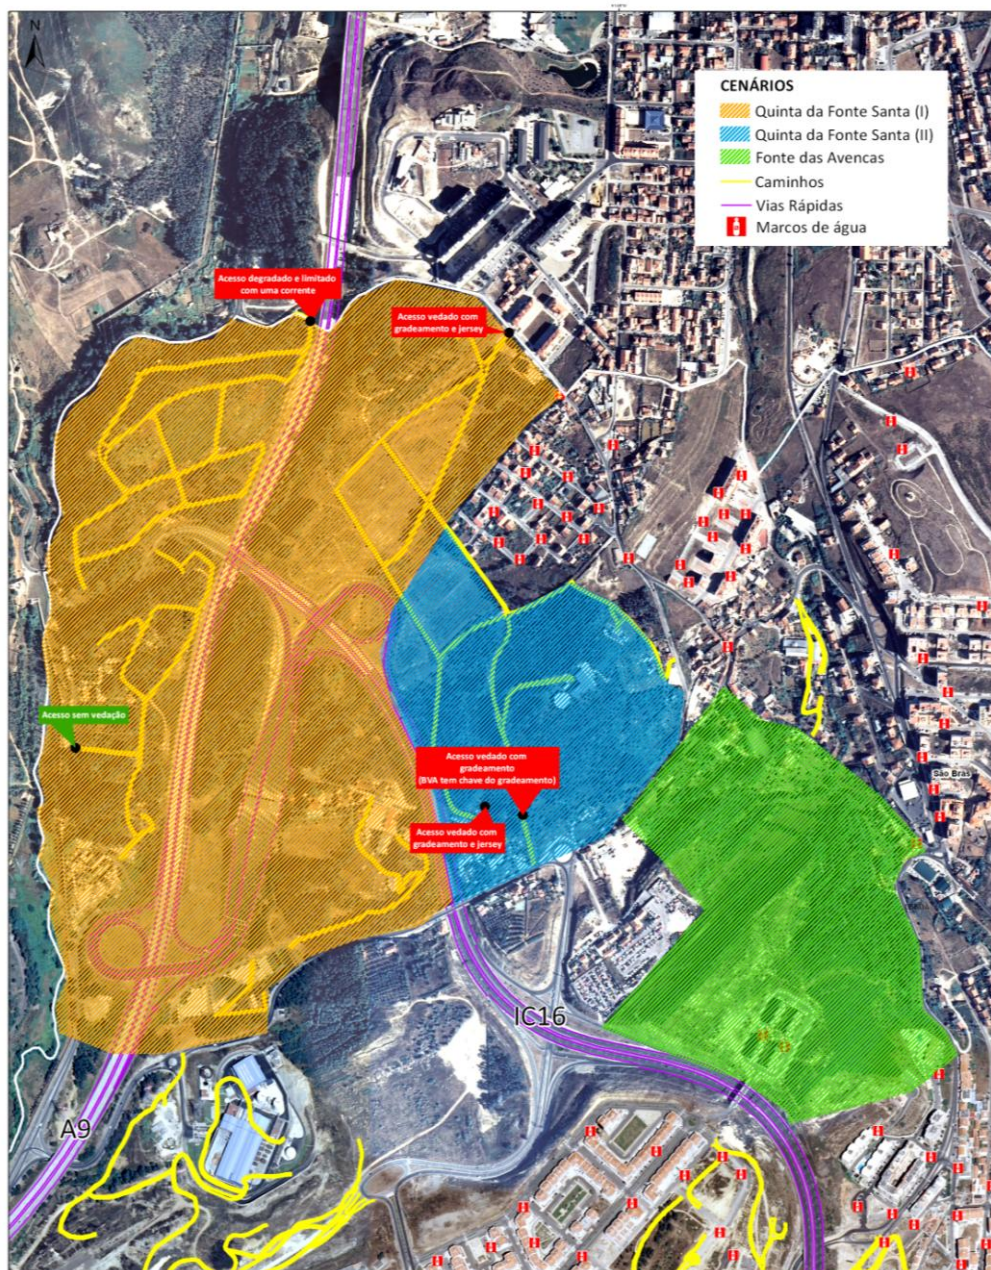 N
CENÁRIOS
Quinta da Fonte Santa (I)
Quinta da Fonte Santa (II)
Fonte das Avencas
Caminhos
Vias Rápidas
Marcos de água
Acesso degradado e limitado
com uma corrente
Acesso vedado com
gradeamento e jersey
Acesso sem vedação
Acesso vedado com
gradeamento
(BVA tem chave do gradeamento)
Acesso vedado com
gradeamento e jersey
São Bras
IC16
A9